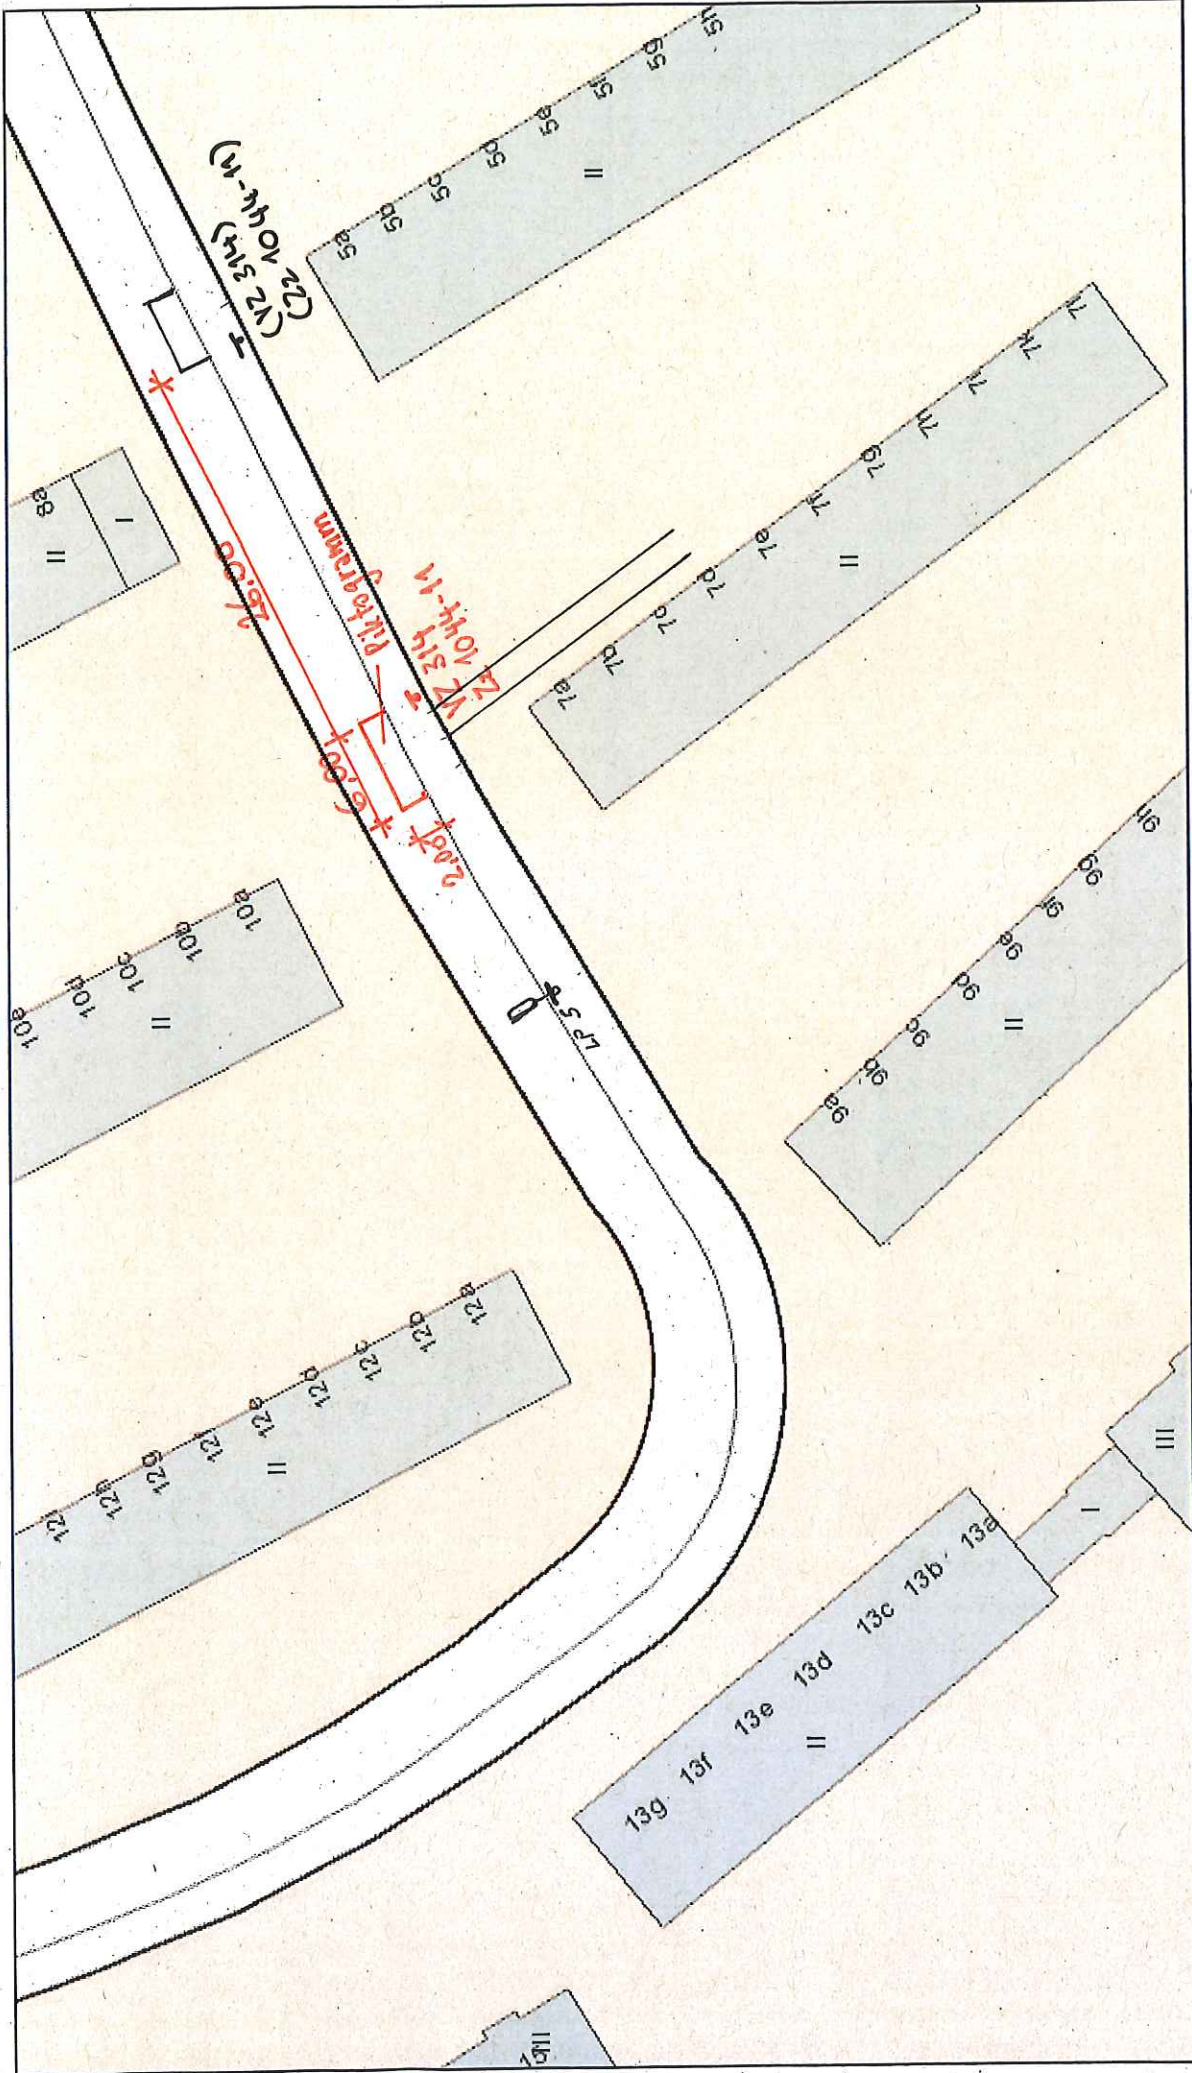 5a
5b
5c
5d
5e
5f
5g
5h
II
(VZ 314)
(ZZ 1044-11)
8a
I
II
26.00
Piktogramm
VZ 314
ZZ 1044-11
6,00
2,00
7a
7b
7c
7d
7e
7f
7g
7h
7i
7k
7l
II
10a
10b
10c
10d
10e
II
LP 5
9a
9b
9c
9d
9e
9f
9g
9h
II
12a
12b
12c
12d
12e
12f
12g
12h
12i
II
13a
13b
13c
13d
13e
13f
13g
II
I
III
III